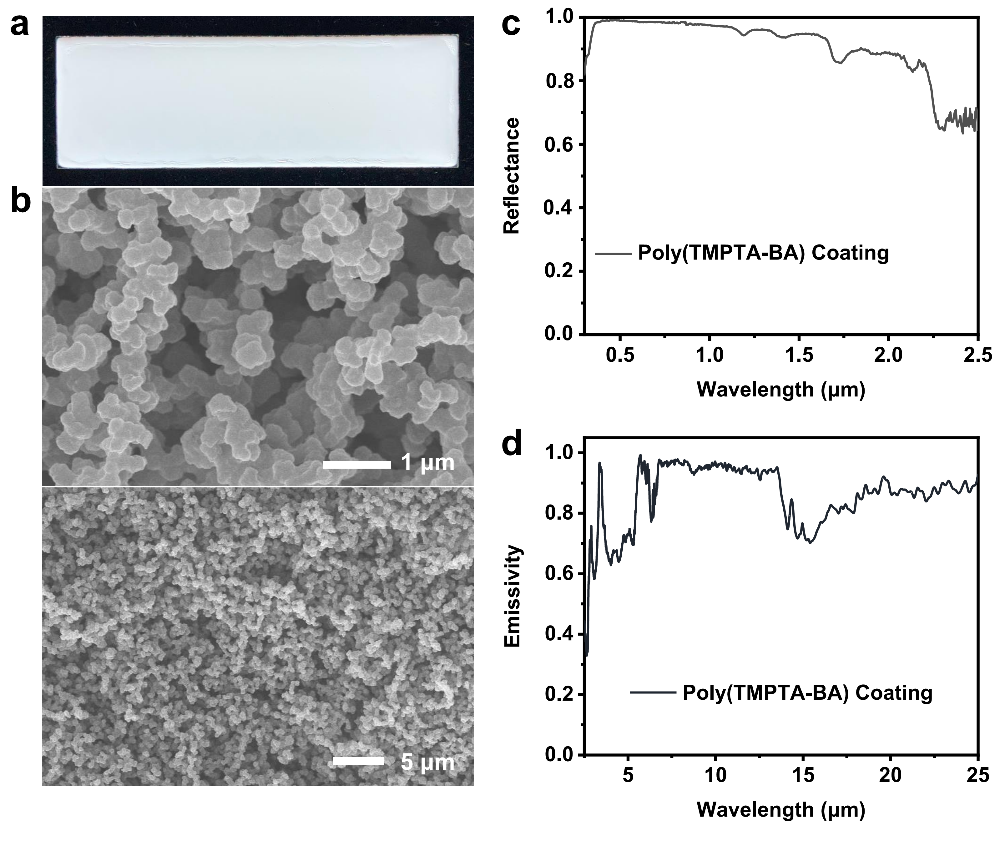 a
b
1 µm
5 µm
c
1.0
0.8
0.6
0.4
0.2
0.0
Reflectance
Poly(TMPTA-BA) Coating
0.5 1.0 1.5 2.0 2.5
Wavelength (µm)
d
1.0
0.8
0.6
0.4
0.2
0.0
Emissivity
Poly(TMPTA-BA) Coating
5 10 15 20 25
Wavelength (µm)